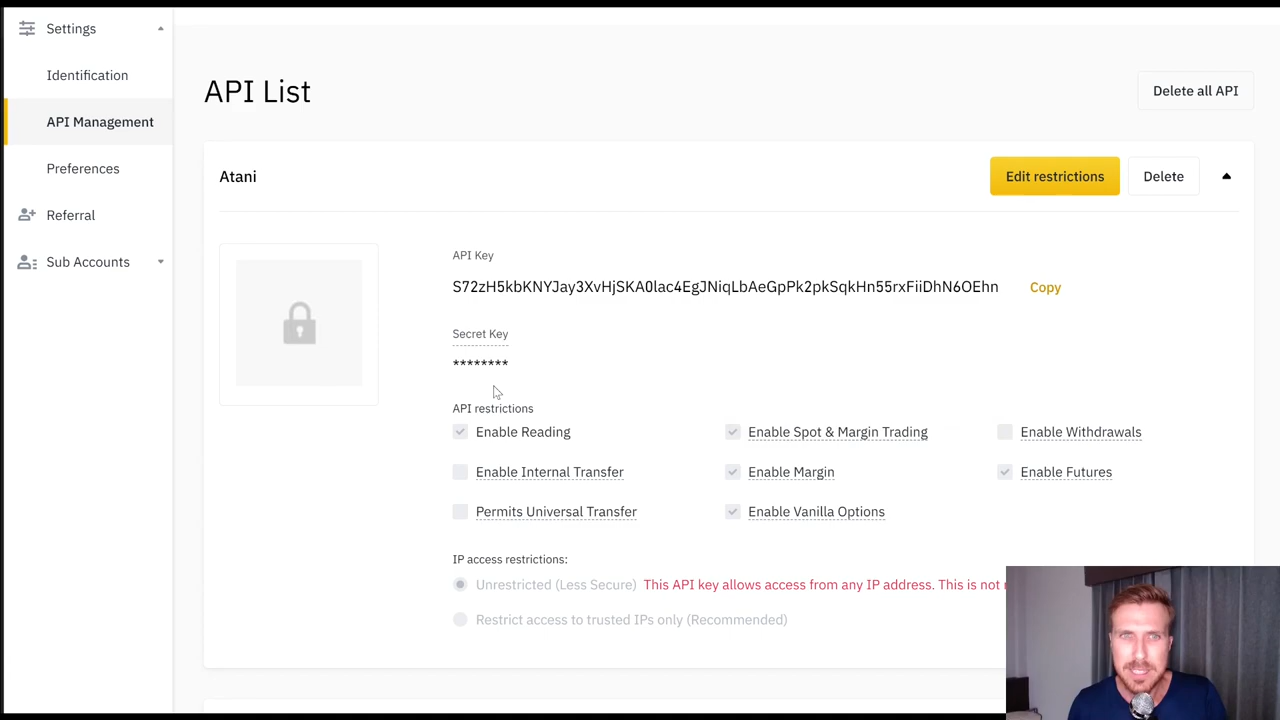 Settings
Identification
API Management
Preferences
Referral
Sub Accounts
API List
Delete all API
Atani
Edit restrictions
Delete
API Key
S72zH5kbKNYJay3XvHjSKA0lac4EgJNiqLbAeGpPk2pkSqkHn55rxFiiDhN6OEhn
Copy
Secret Key
********
API restrictions
Enable Reading
Enable Spot & Margin Trading
Enable Withdrawals
Enable Internal Transfer
Enable Margin
Enable Futures
Permits Universal Transfer
Enable Vanilla Options
IP access restrictions:
Unrestricted (Less Secure) This API key allows access from any IP address. This is not
Restrict access to trusted IPs only (Recommended)